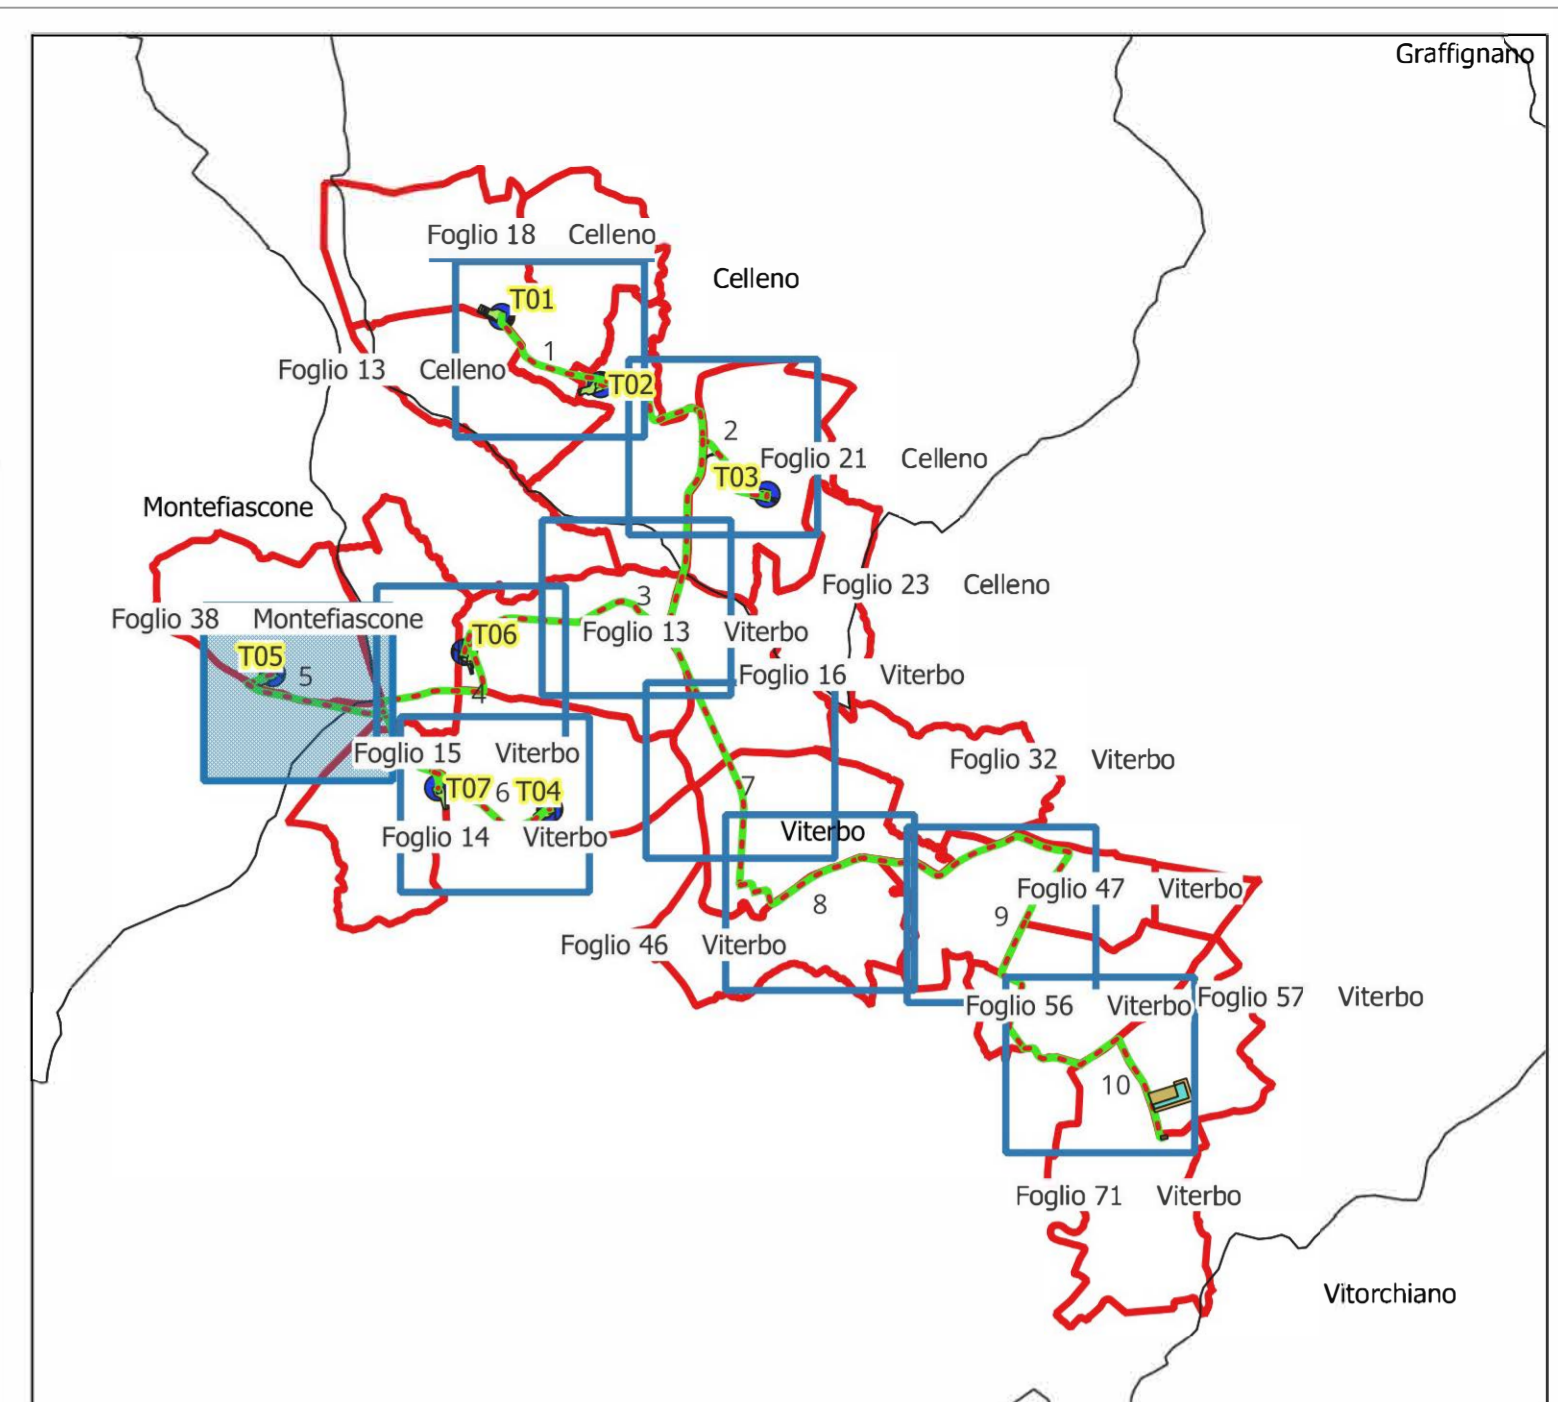 Graffignano
Foglio 18 Celleno
Celleno
T01
1
Foglio 13 Celleno
T02
2
Foglio 21 Celleno
T03
Montefiascone
Foglio 23 Celleno
3
Foglio 38 Montefiascone
T06
Foglio 13 Viterbo
T05
5
Foglio 16 Viterbo
4
Foglio 15 Viterbo
Foglio 32 Viterbo
T07
6
T04
7
Foglio 14 Viterbo
Viterbo
Foglio 47 Viterbo
8
9
Foglio 46 Viterbo
Foglio 56 Viterbo
Foglio 57 Viterbo
10
Foglio 71 Viterbo
Vitorchiano